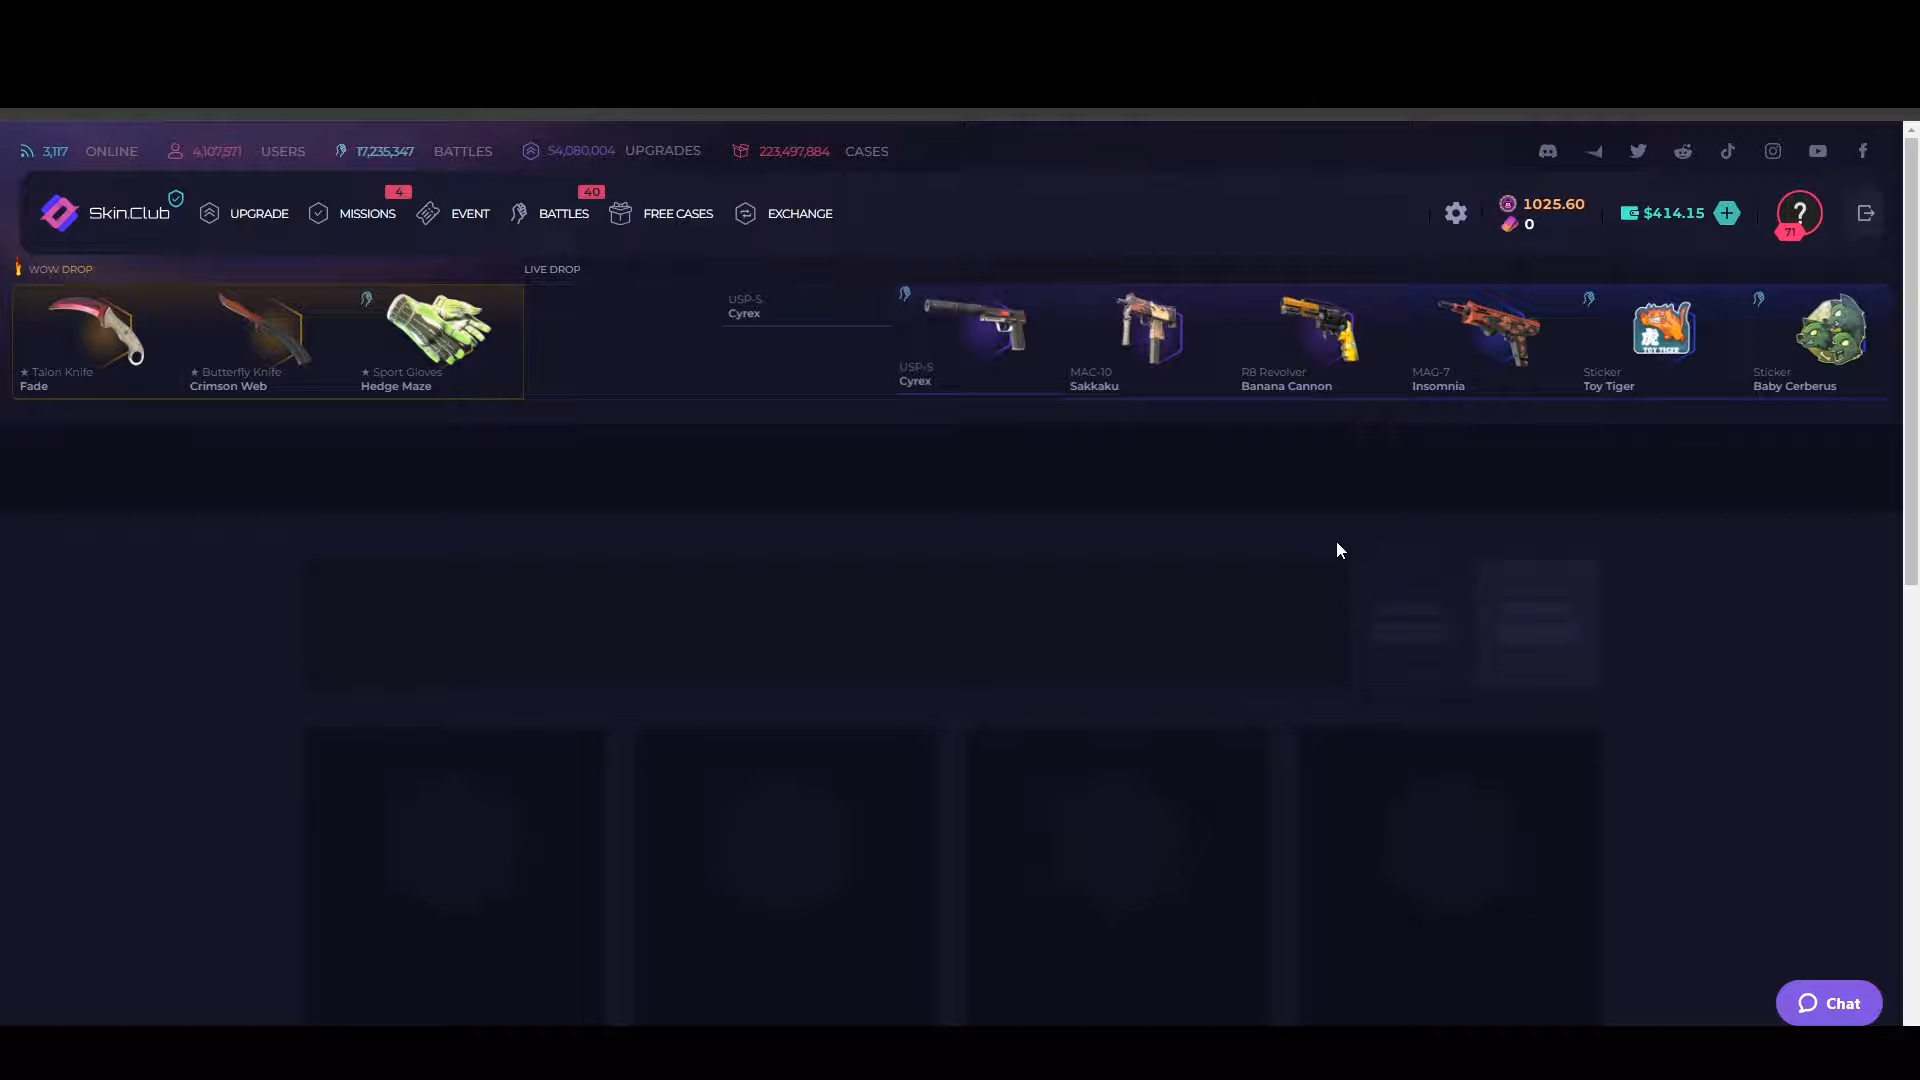 3,117 ONLINE 4,107,571 USERS 17,235,347 BATTLES 54,080,004 UPGRADES 223,497,884 CASES
4 40
Skin.Club UPGRADE MISSIONS EVENT BATTLES FREE CASES EXCHANGE 1025.60 $414.15 + ?
0
71
WOW DROP LIVE DROP
USP-S
Cyrex
虎
TOY TIGER
USP-S
Cyrex
★ Talon Knife ★ Butterfly Knife ★ Sport Gloves MAC-10 R8 Revolver MAG-7 Sticker Sticker
Fade Crimson Web Hedge Maze Sakkaku Banana Cannon Insomnia Toy Tiger Baby Cerberus
Chat